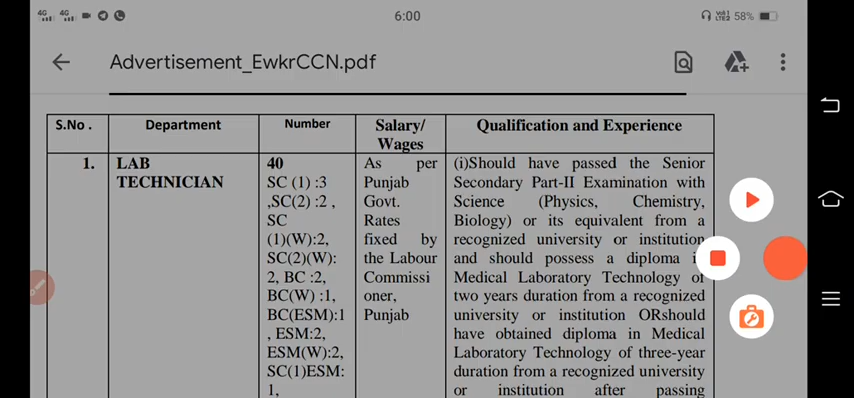 4G 4G 6:00 Vo)) LTE2 58%
Advertisement_EwkrCCN.pdf
S.No . Department Number Salary/ Wages Qualification and Experience
1. LAB TECHNICIAN
40
SC (1) :3
,SC(2) :2 ,
SC
(1)(W):2,
SC(2)(W):
2, BC :2,
BC(W) :1,
BC(ESM):1
, ESM:2,
ESM(W):2,
SC(1)ESM:
1,
As per
Punjab
Govt.
Rates
fixed by
the Labour
Commissi
oner,
Punjab
(i)Should have passed the Senior
Secondary Part-II Examination with
Science (Physics, Chemistry,
Biology) or its equivalent from a
recognized university or institution
and should possess a diploma
Medical Laboratory Technology of
two years duration from a recognized
university or institution ORshould
have obtained diploma in Medical
Laboratory Technology of three-year
duration from a recognized university
or institution after passing